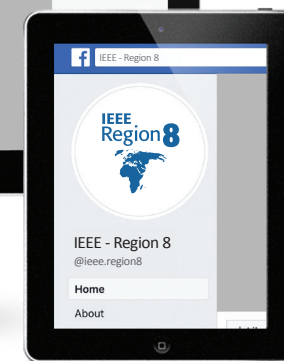 f IEEE - Region 8
IEEE
Region 8
IEEE - Region 8
@ieee.region8
Home
About